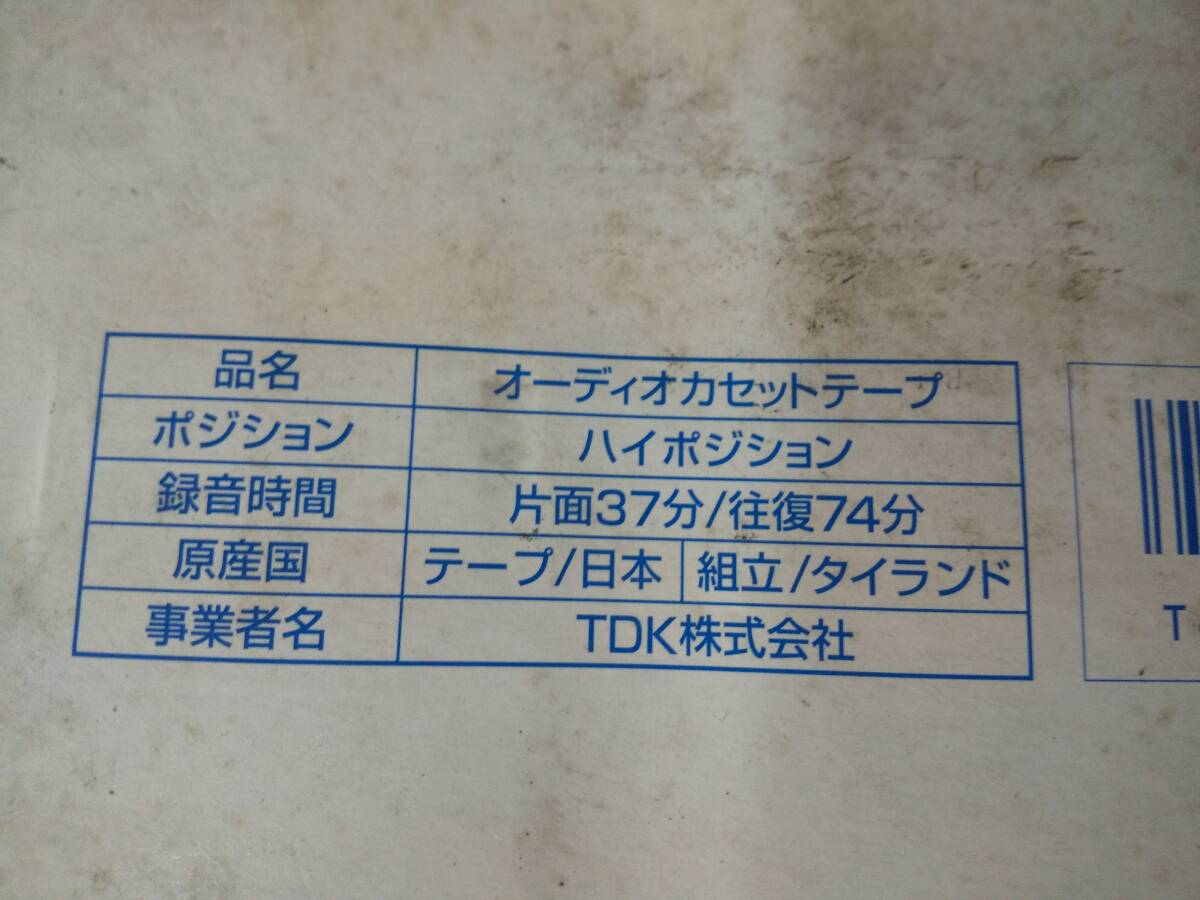 品名 オーディオカセットテープ
ポジション ハイポジション
録音時間 片面37分/往復74分
原産国 テープ/日本 組立/タイランド
事業者名 TDK株式会社
T